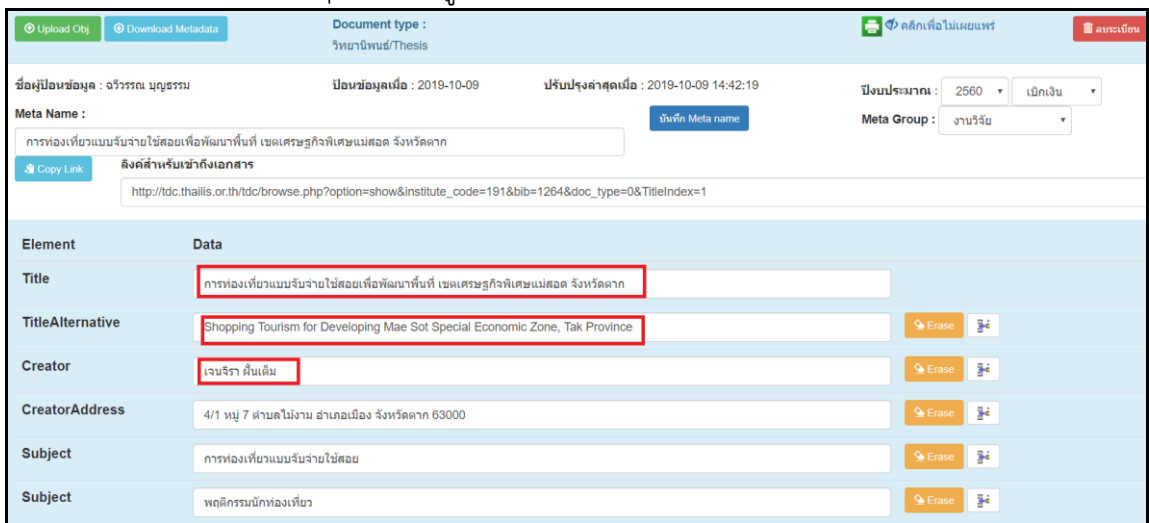 Upload Obj.
Download Metadata
Document type :
วิทยานิพนธ์/Thesis
คลิกเพื่อไม่เผยแพร่
ลบระเบียน
ชื่อผู้ป้อนข้อมูล : ฉวีวรรณ บุญธรรม
ป้อนข้อมูลเมื่อ : 2019-10-09
ปรับปรุงล่าสุดเมื่อ : 2019-10-09 14:42:19
ปีงบประมาณ : 2560 เบิกเงิน
Meta Name :
บันทึก Meta name
Meta Group : งานวิจัย
การท่องเที่ยวแบบจับจ่ายใช้สอยเพื่อพัฒนาพื้นที่ เขตเศรษฐกิจพิเศษแม่สอด จังหวัดตาก
Copy Link
ลิงค์สำหรับเข้าถึงเอกสาร
http://tdc.thailis.or.th/tdc/browse.php?option=show&institute_code=191&bib=1264&doc_type=0&TitleIndex=1
Element Data
Title การท่องเที่ยวแบบจับจ่ายใช้สอยเพื่อพัฒนาพื้นที่ เขตเศรษฐกิจพิเศษแม่สอด จังหวัดตาก
TitleAlternative Shopping Tourism for Developing Mae Sot Special Economic Zone, Tak Province Erase
Creator เจนจิรา ฝั้นเต็ม Erase
CreatorAddress 4/1 หมู่ 7 ตำบลไม้งาม อำเภอเมือง จังหวัดตาก 63000 Erase
Subject การท่องเที่ยวแบบจับจ่ายใช้สอย Erase
Subject พฤติกรรมนักท่องเที่ยว Erase